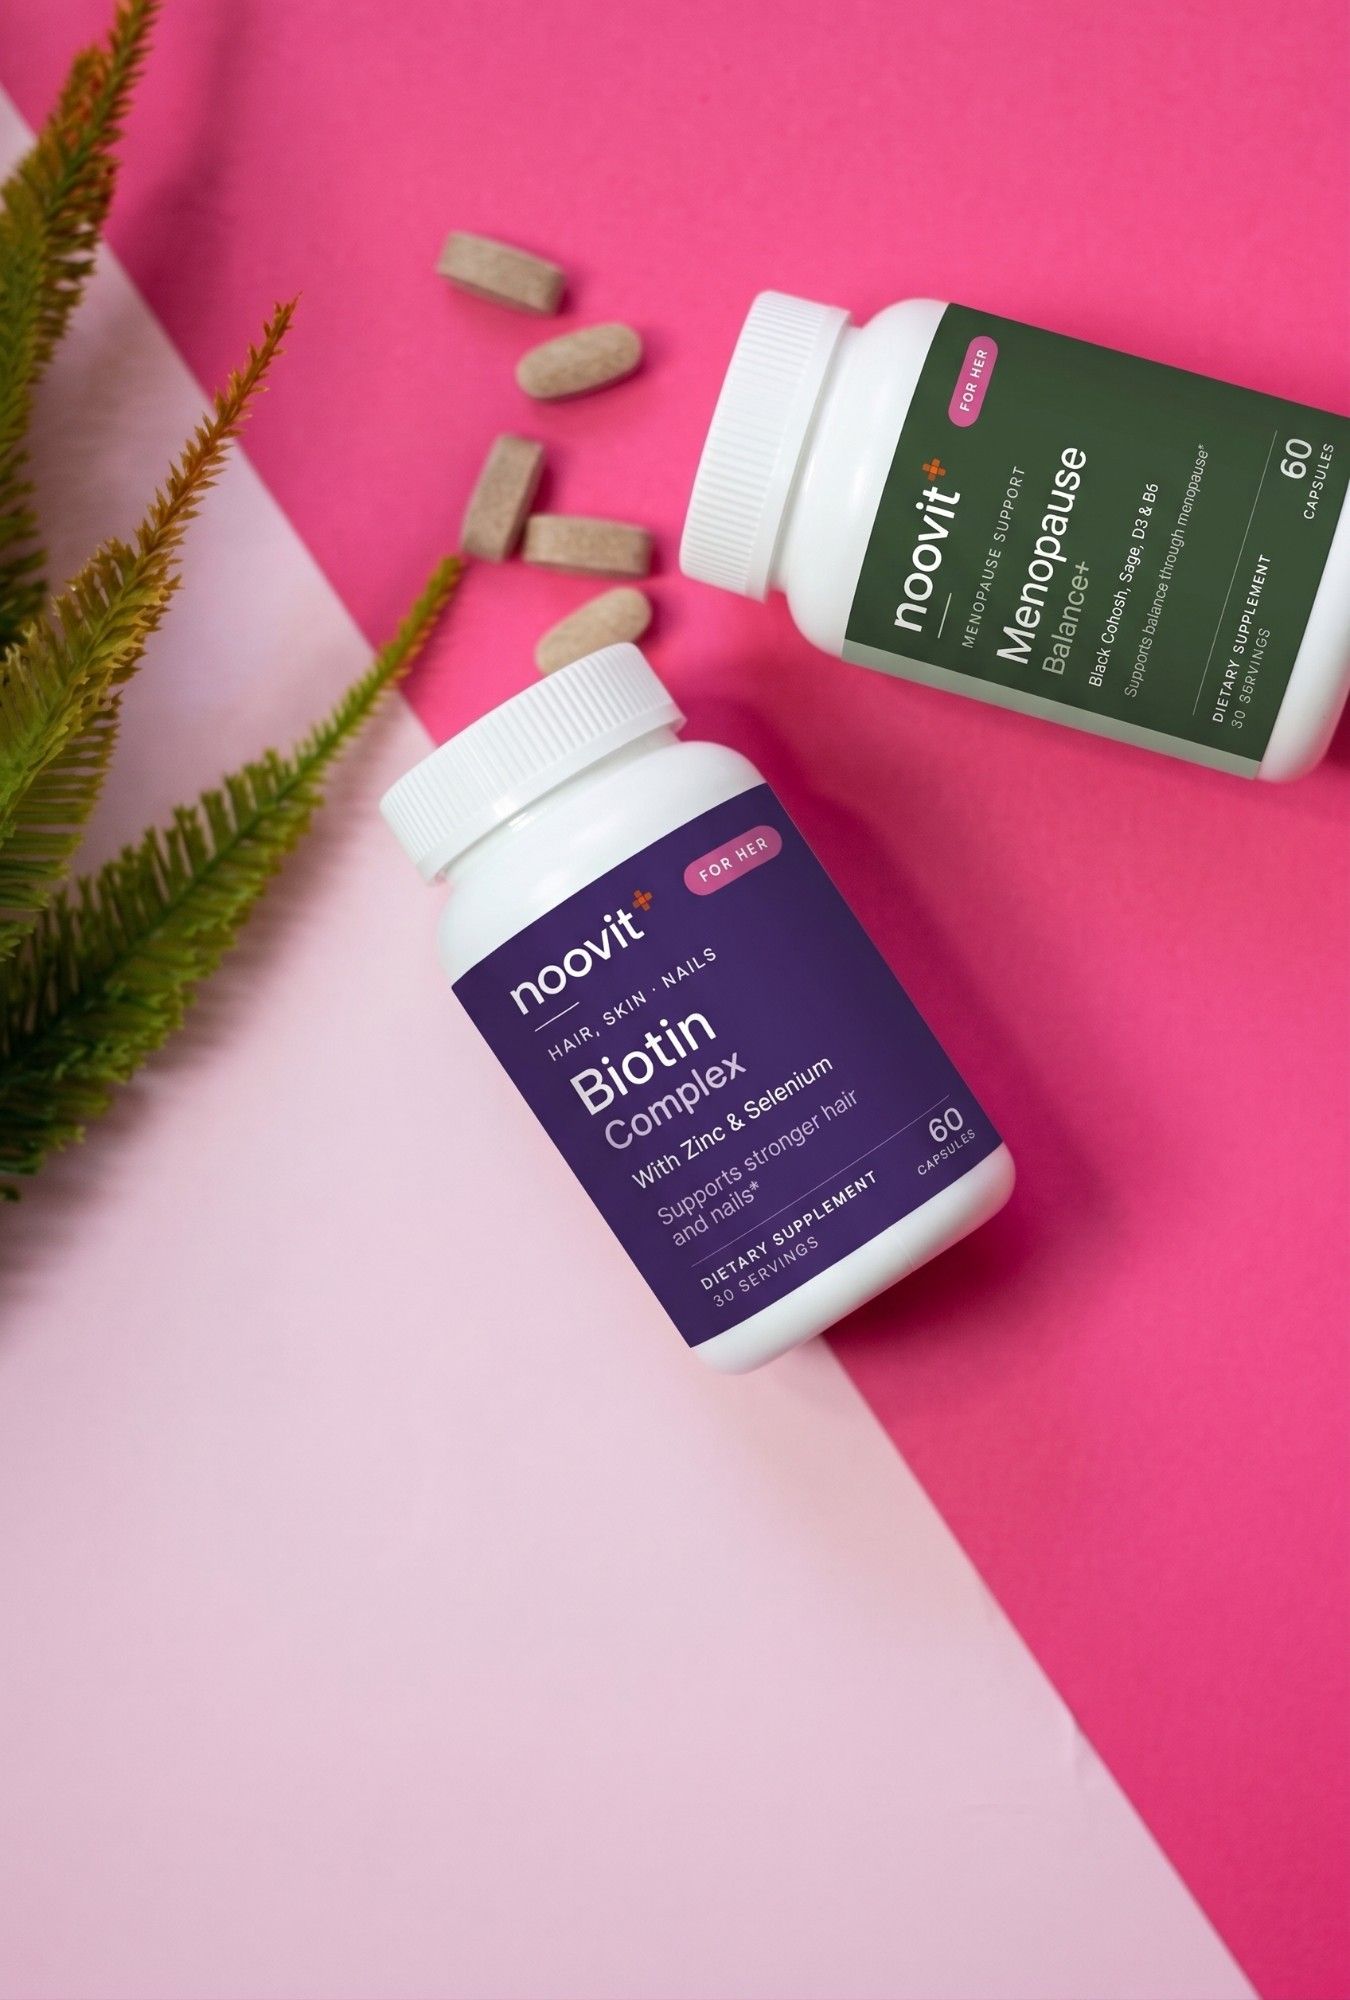 FOR HER
noovit+
MENOPAUSE SUPPORT
Menopause
Balance+
Black Cohosh, Sage, D3 & B6
Supports balance through menopause*
DIETARY SUPPLEMENT
30 SERVINGS
60
CAPSULES
FOR HER
noovit+
HAIR, SKIN · NAILS
Biotin
Complex
With Zinc & Selenium
Supports stronger hair
and nails*
DIETARY SUPPLEMENT
30 SERVINGS
60
CAPSULES